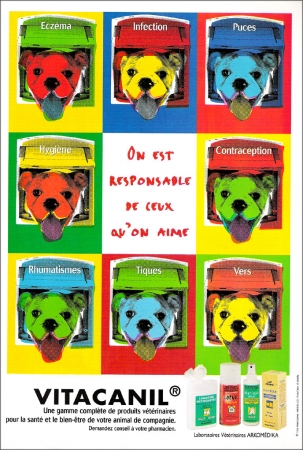 Eczéma
Infection
Puces
Hygiène
Contraception
ON EST
RESPONSABLE
DE CEUX
QU'ON AIME
Rhumatismes
Tiques
Vers
VITACANIL®
Une gamme complète de produits vétérinaires
pour la santé et le bien-être de votre animal de compagnie.
Demandez conseil à votre pharmacien.
Laboratoires Vétérinaires ARKOMÉDIKA